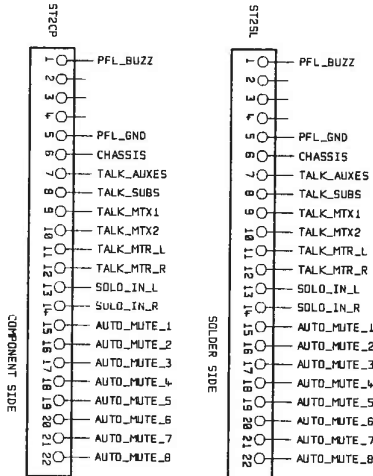 ST2CP
1 PFL_BUZZ
2
3
4
5 PFL_GND
6 CHASSIS
7 TALK_AUXES
8 TALK_SUBS
9 TALK_MTX1
10 TALK_MTX2
11 TALK_MTR_L
12 TALK_MTR_R
13 SOLO_IN_L
14 SOLO_IN_R
15 AUTO_MUTE_1
16 AUTO_MUTE_2
17 AUTO_MUTE_3
18 AUTO_MUTE_4
19 AUTO_MUTE_5
20 AUTO_MUTE_6
21 AUTO_MUTE_7
22 AUTO_MUTE_8
COMPONENT SIDE
ST2SL
1 PFL_BUZZ
2
3
4
5 PFL_GND
6 CHASSIS
7 TALK_AUXES
8 TALK_SUBS
9 TALK_MTX1
10 TALK_MTX2
11 TALK_MTR_L
12 TALK_MTR_R
13 SOLO_IN_L
14 SOLO_IN_R
15 AUTO_MUTE_1
16 AUTO_MUTE_2
17 AUTO_MUTE_3
18 AUTO_MUTE_4
19 AUTO_MUTE_5
20 AUTO_MUTE_6
21 AUTO_MUTE_7
22 AUTO_MUTE_8
SOLDER SIDE